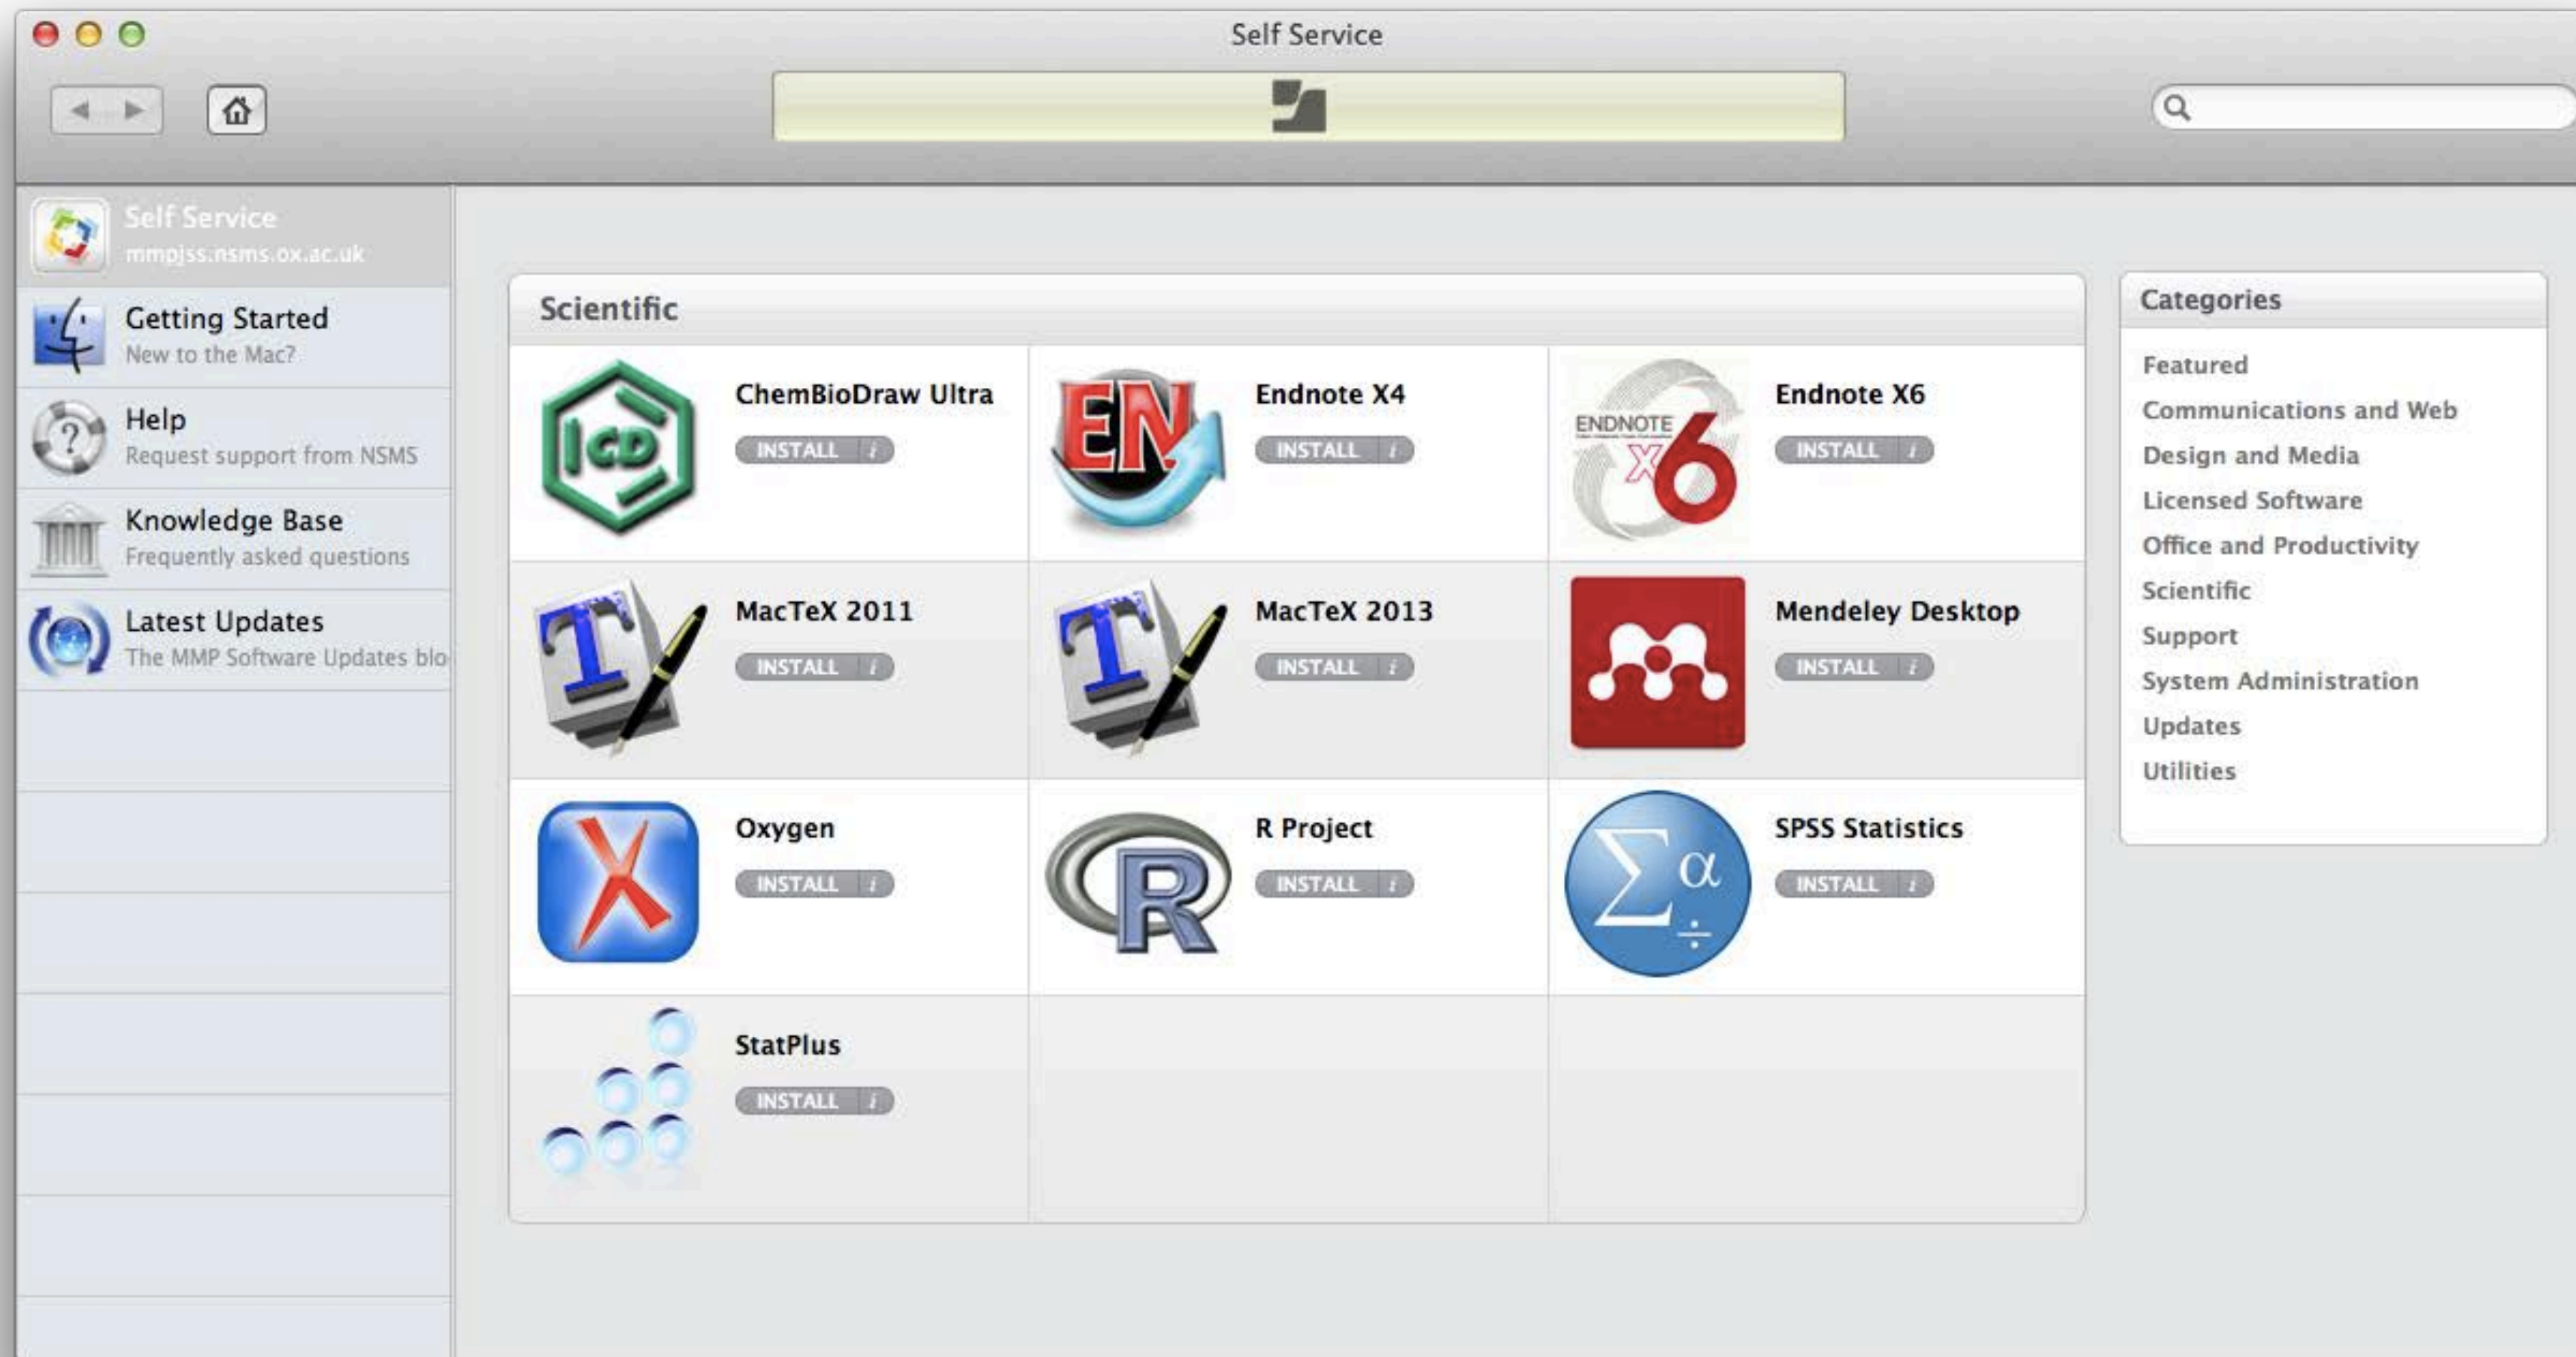 Self Service
Self Service
mmpjss.nsms.ox.ac.uk
Getting Started
New to the Mac?
Help
Request support from NSMS
Knowledge Base
Frequently asked questions
Latest Updates
The MMP Software Updates blo
Scientific
ChemBioDraw Ultra
INSTALL i
Endnote X4
INSTALL i
Endnote X6
INSTALL i
MacTeX 2011
INSTALL i
MacTeX 2013
INSTALL i
Mendeley Desktop
INSTALL i
Oxygen
INSTALL i
R Project
INSTALL i
SPSS Statistics
INSTALL i
StatPlus
INSTALL i
ICD
EN
ENDNOTE
X6
T
T
X
R
Σα
÷
Categories
Featured
Communications and Web
Design and Media
Licensed Software
Office and Productivity
Scientific
Support
System Administration
Updates
Utilities